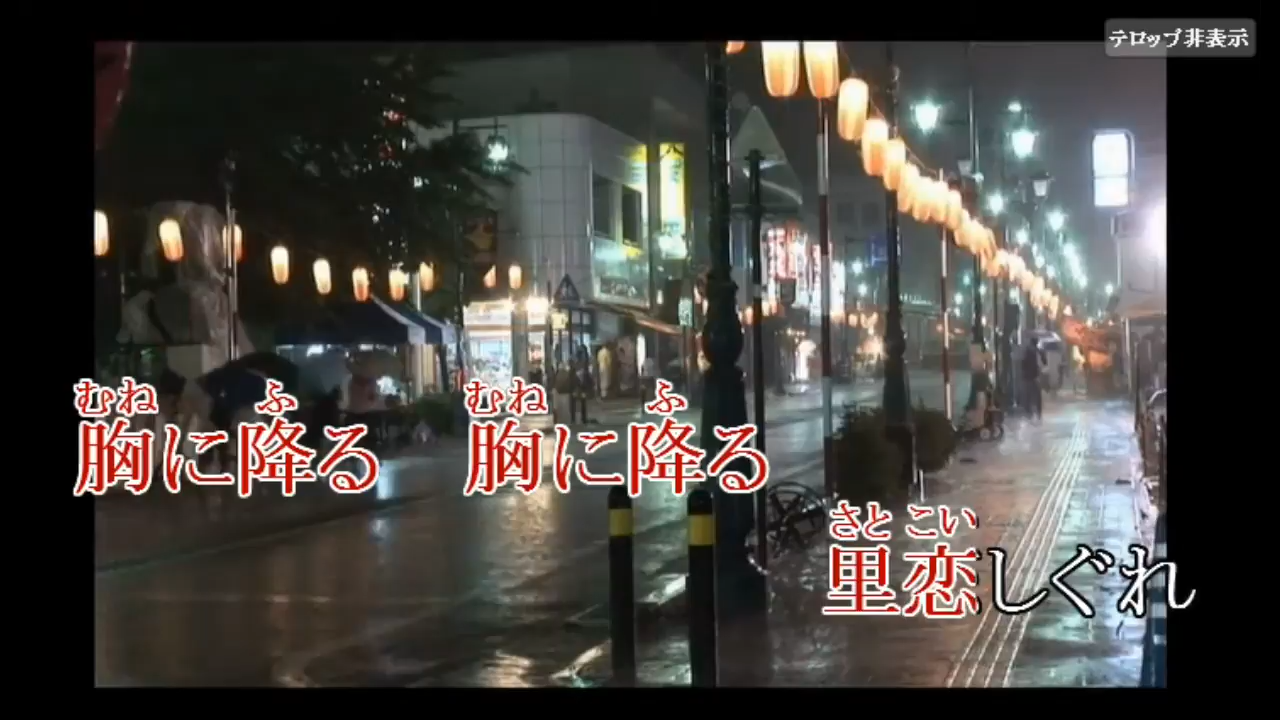 テロップ非表示
むね ふ むね ふ
胸に降る 胸に降る
さと こい
里恋しぐれ